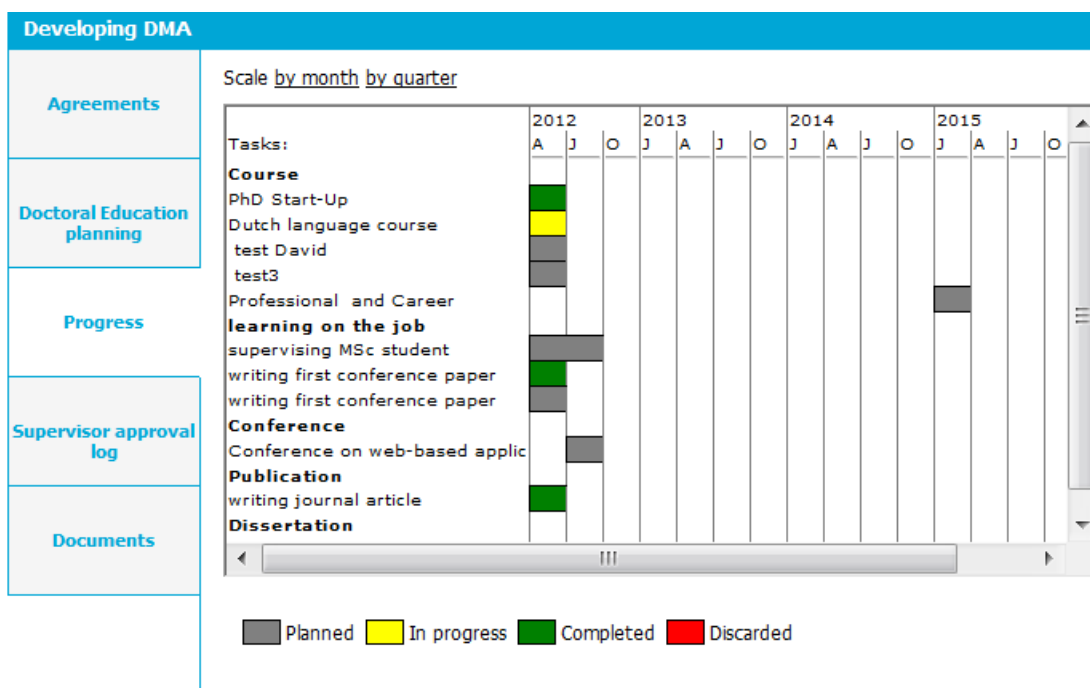 Developing DMA
Agreements
Doctoral Education
planning
Progress
Supervisor approval
log
Documents
Scale by month by quarter
2012 2013 2014 2015
Tasks: A J O J A J O J A J O J A J O
Course
PhD Start-Up
Dutch language course
test David
test3
Professional and Career
learning on the job
supervising MSc student
writing first conference paper
writing first conference paper
Conference
Conference on web-based applic
Publication
writing journal article
Dissertation
Planned In progress Completed Discarded